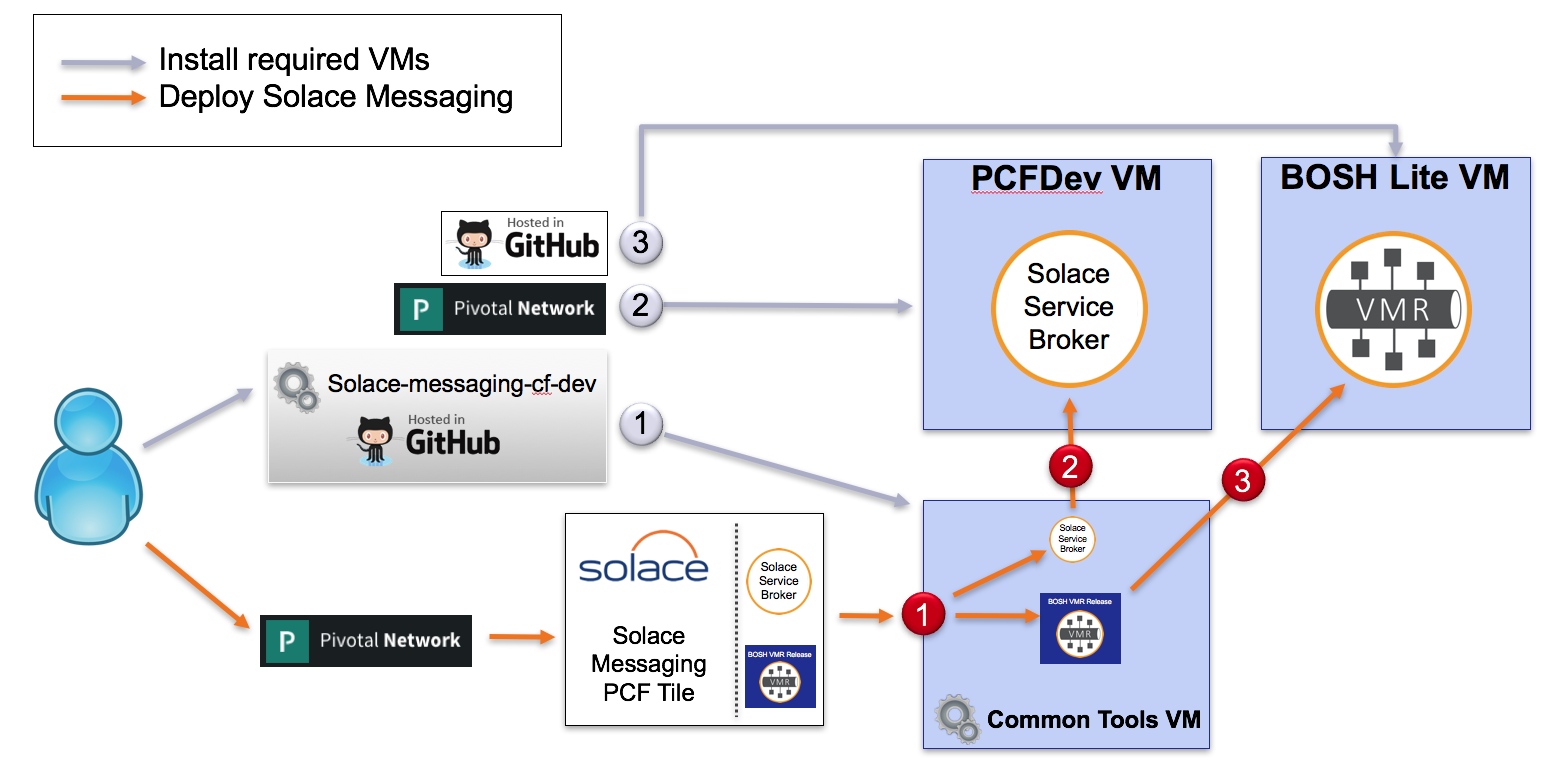 Install required VMs
Deploy Solace Messaging
PCFDev VM
BOSH Lite VM
Hosted in
GitHub
3
Solace
Service
Broker
VMR
P Pivotal Network
2
Solace-messaging-cf-dev
Hosted in
GitHub
1
2
3
solace
Solace
Messaging
PCF Tile
Solace
Service
Broker
BOSH VMR Release
VMR
1
Solace
Service
Broker
BOSH VMR Release
VMR
P Pivotal Network
Common Tools VM